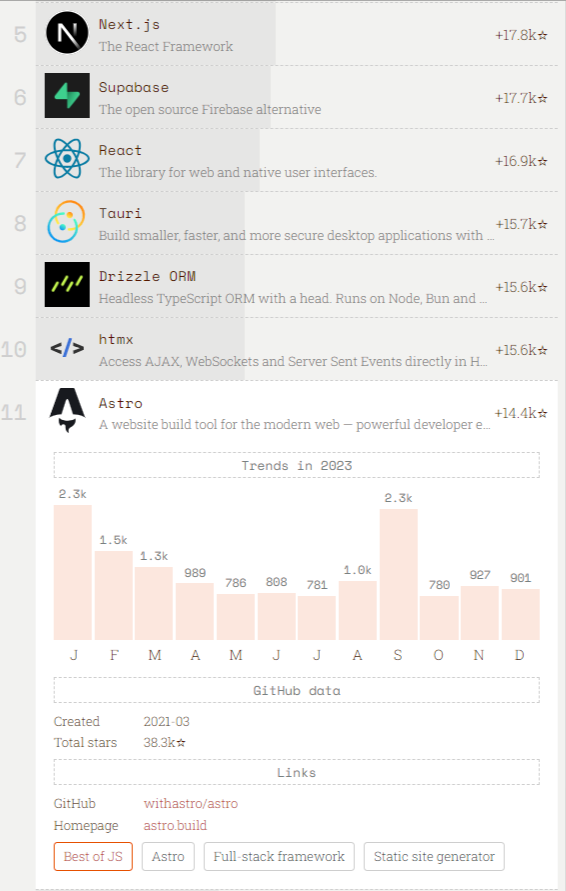 5
Next.js
The React Framework
+17.8k☆
6
Supabase
The open source Firebase alternative
+17.7k☆
7
React
The library for web and native user interfaces.
+16.9k☆
8
Tauri
Build smaller, faster, and more secure desktop applications with ...
+15.7k☆
9
Drizzle ORM
Headless TypeScript ORM with a head. Runs on Node, Bun and ...
+15.6k☆
10
</>
htmx
Access AJAX, WebSockets and Server Sent Events directly in H...
+15.6k☆
11
Astro
A website build tool for the modern web — powerful developer e...
+14.4k☆
Trends in 2023
2.3k 1.5k 1.3k 989 786 808 781 1.0k 2.3k 780 927 901
J F M A M J J A S O N D
GitHub data
Created 2021-03
Total stars 38.3k☆
Links
GitHub withastro/astro
Homepage astro.build
Best of JS Astro Full-stack framework Static site generator